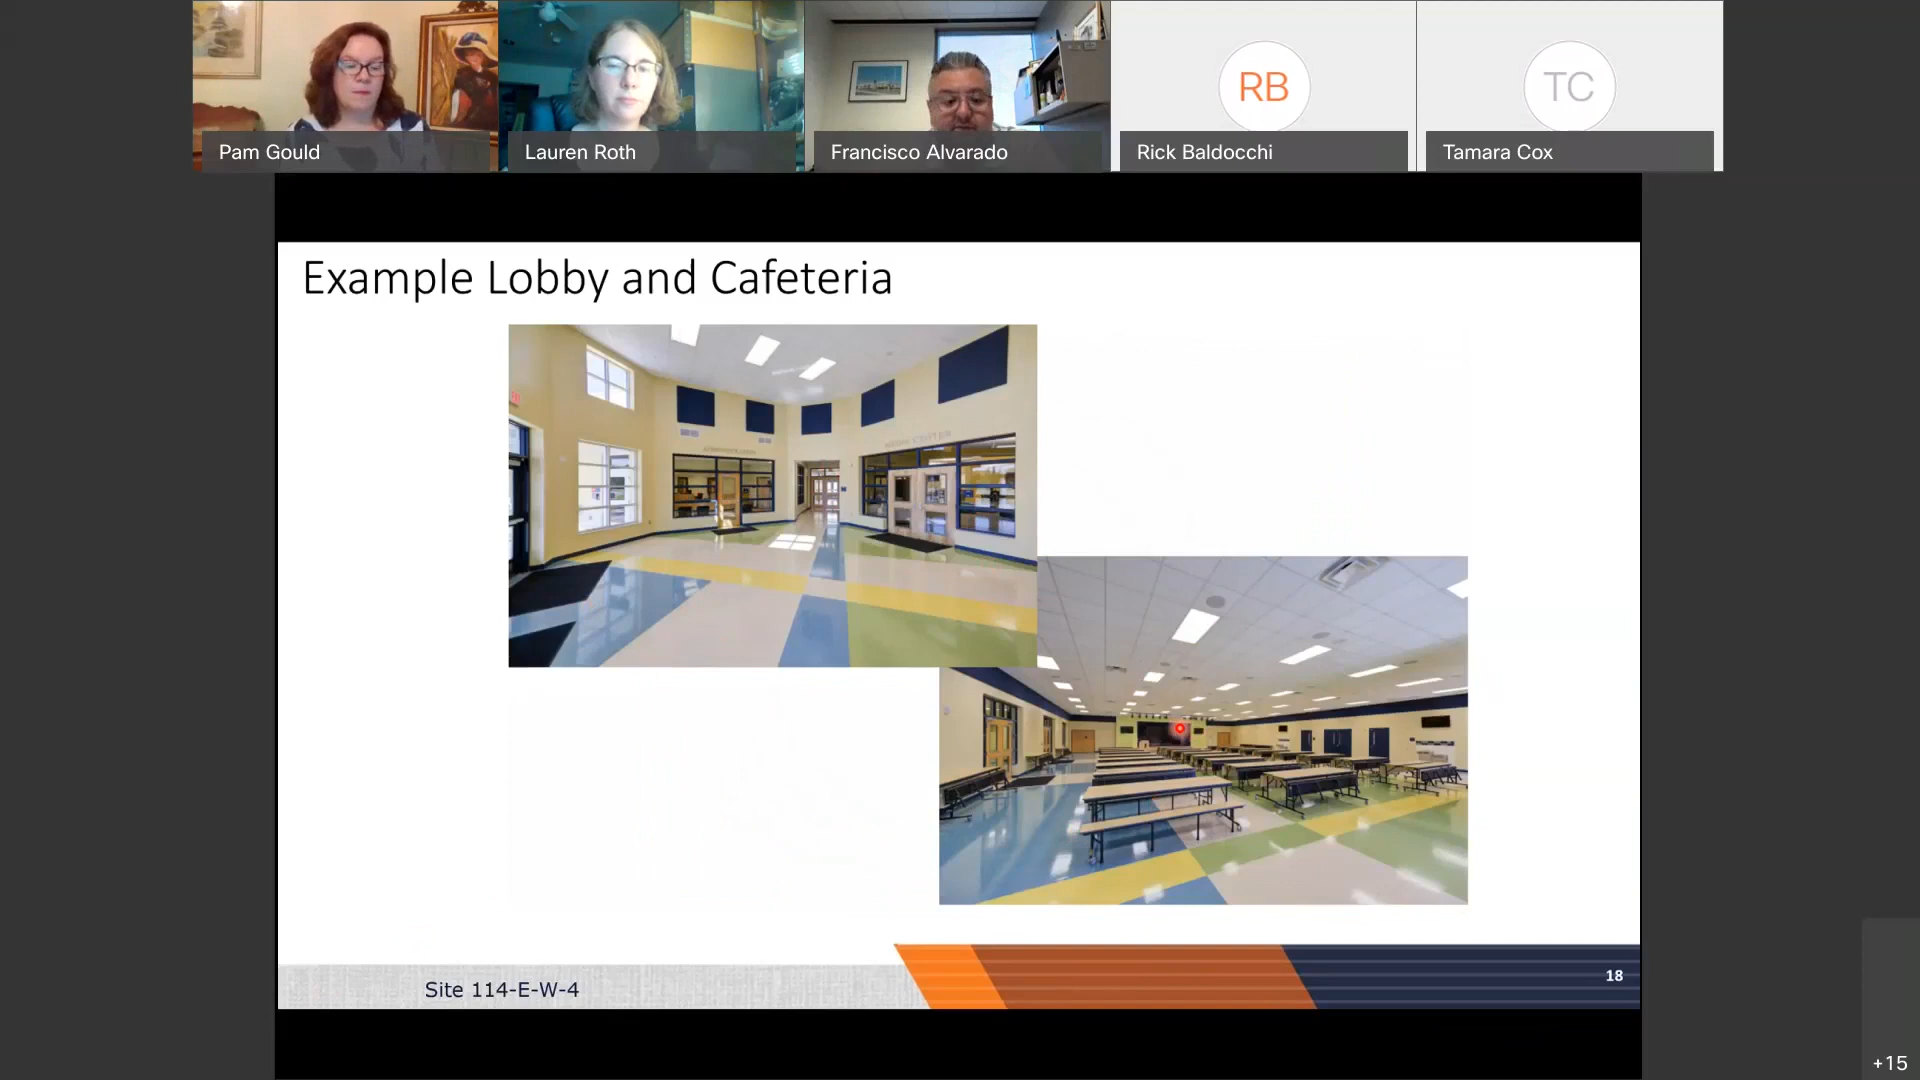 RB
TC
Pam Gould
Lauren Roth
Francisco Alvarado
Rick Baldocchi
Tamara Cox
Example Lobby and Cafeteria
Site 114-E-W-4
18
+15